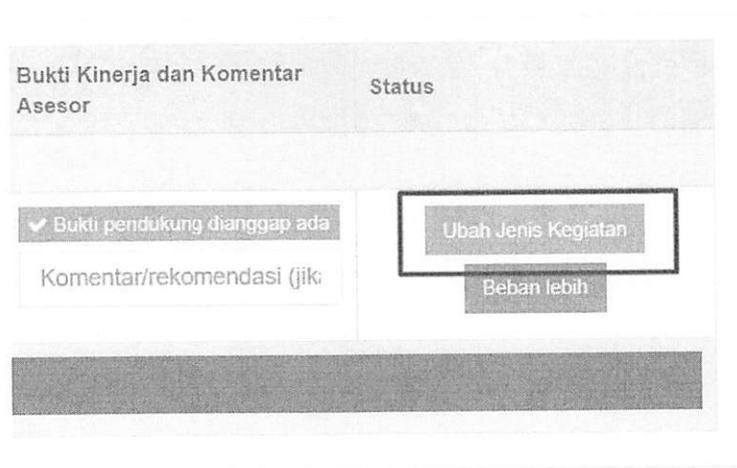 Bukti Kinerja dan Komentar
Asesor
Status
✔ Bukti pendukung dianggap ada
Ubah Jenis Kegiatan
Komentar/rekomendasi (jik
Beban lebih